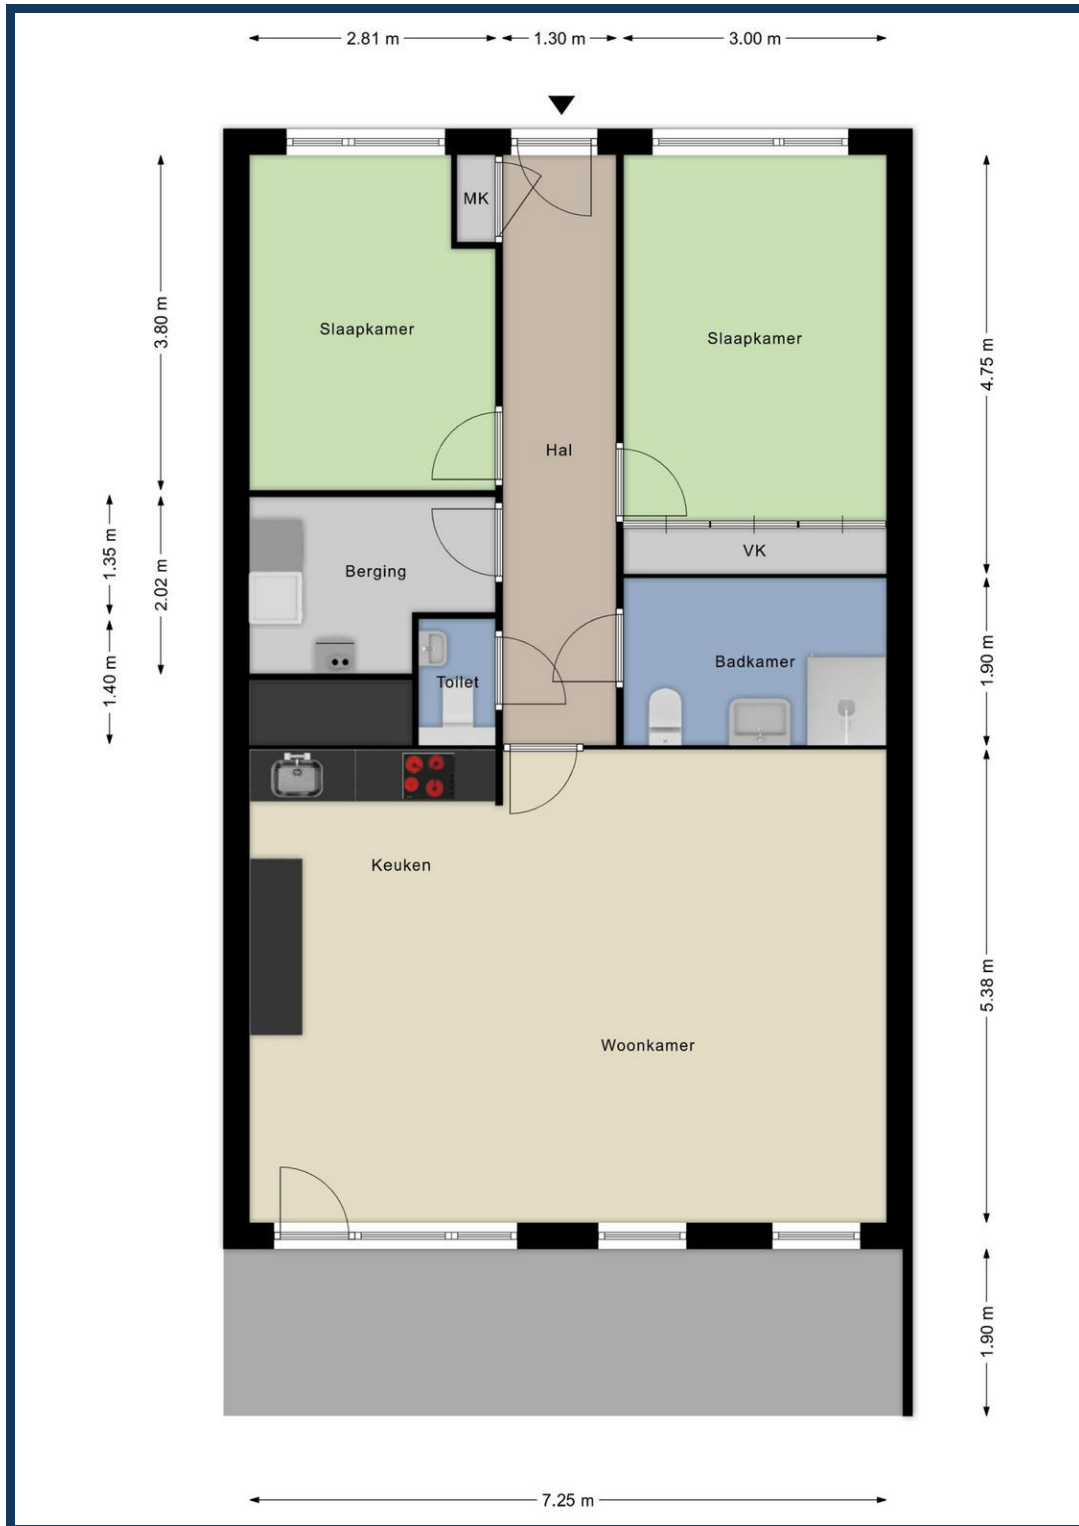 2.81 m
1.30 m
3.00 m
MK
3.80 m
Slaapkamer
Slaapkamer
4.75 m
Hal
1.35 m
2.02 m
Berging
VK
1.40 m
Toilet
Badkamer
1.90 m
Keuken
5.38 m
Woonkamer
1.90 m
7.25 m